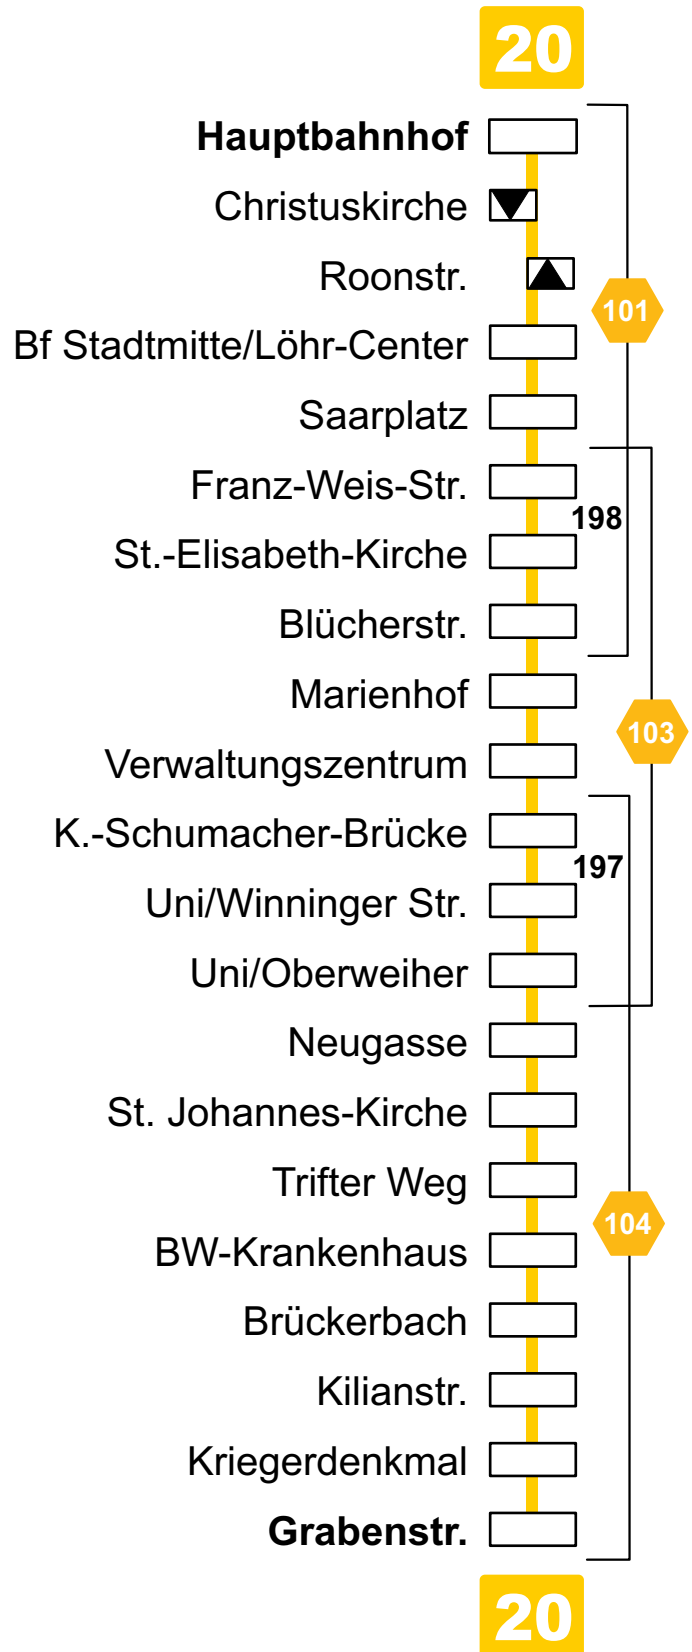 20
Hauptbahnhof
Christuskirche
Roonstr.
101
Bf Stadtmitte/Löhr-Center
Saarplatz
Franz-Weis-Str.
198
St.-Elisabeth-Kirche
Blücherstr.
Marienhof
103
Verwaltungszentrum
K.-Schumacher-Brücke
197
Uni/Winninger Str.
Uni/Oberweiher
Neugasse
St. Johannes-Kirche
Trifter Weg
104
BW-Krankenhaus
Brückerbach
Kilianstr.
Kriegerdenkmal
Grabenstr.
20